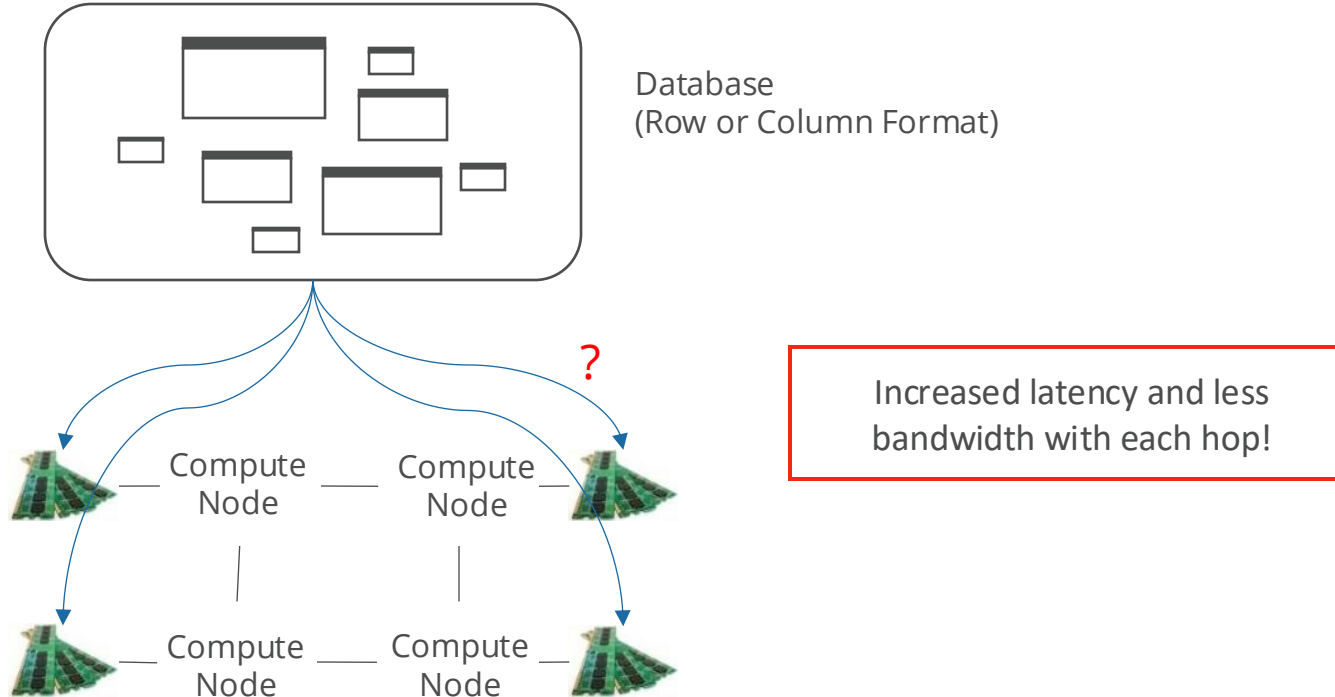 Database
(Row or Column Format)
?
Increased latency and less
bandwidth with each hop!
Compute
Node
Compute
Node
Compute
Node
Compute
Node